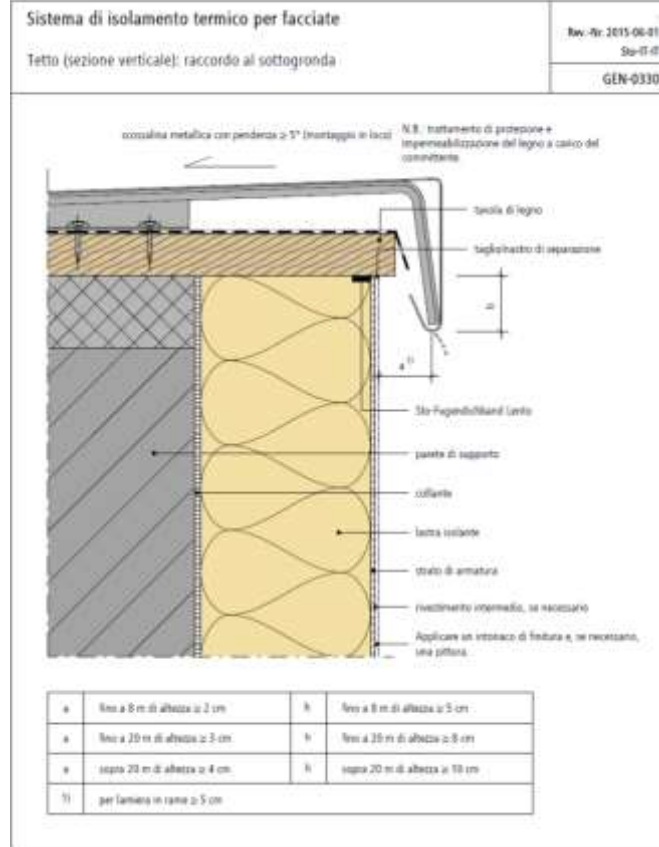 Sistema di isolamento termico per facciate
Tetto (sezione verticale): raccordo al sottogronda
Rev.-Nr. 2015-06-01
Sto-IT-IT
GEN-0330
scossalina metallica con pendenza ≥ 5° (montaggio in loco)
N.B.: trattamento di protezione e
impermeabilizzazione del legno a carico del
committente
tavola di legno
taglio/nastro di separazione
h
a 1)
Sto-Fugendichtband Lento
parete di supporto
collante
lastra isolante
strato di armatura
rivestimento intermedio, se necessario
Applicare un intonaco di finitura e, se necessario,
una pittura.
a fino a 8 m di altezza ≥ 2 cm h fino a 8 m di altezza ≥ 5 cm
a fino a 20 m di altezza ≥ 3 cm h fino a 20 m di altezza ≥ 8 cm
a sopra 20 m di altezza ≥ 4 cm h sopra 20 m di altezza ≥ 10 cm
1) per lamiera in rame ≥ 5 cm